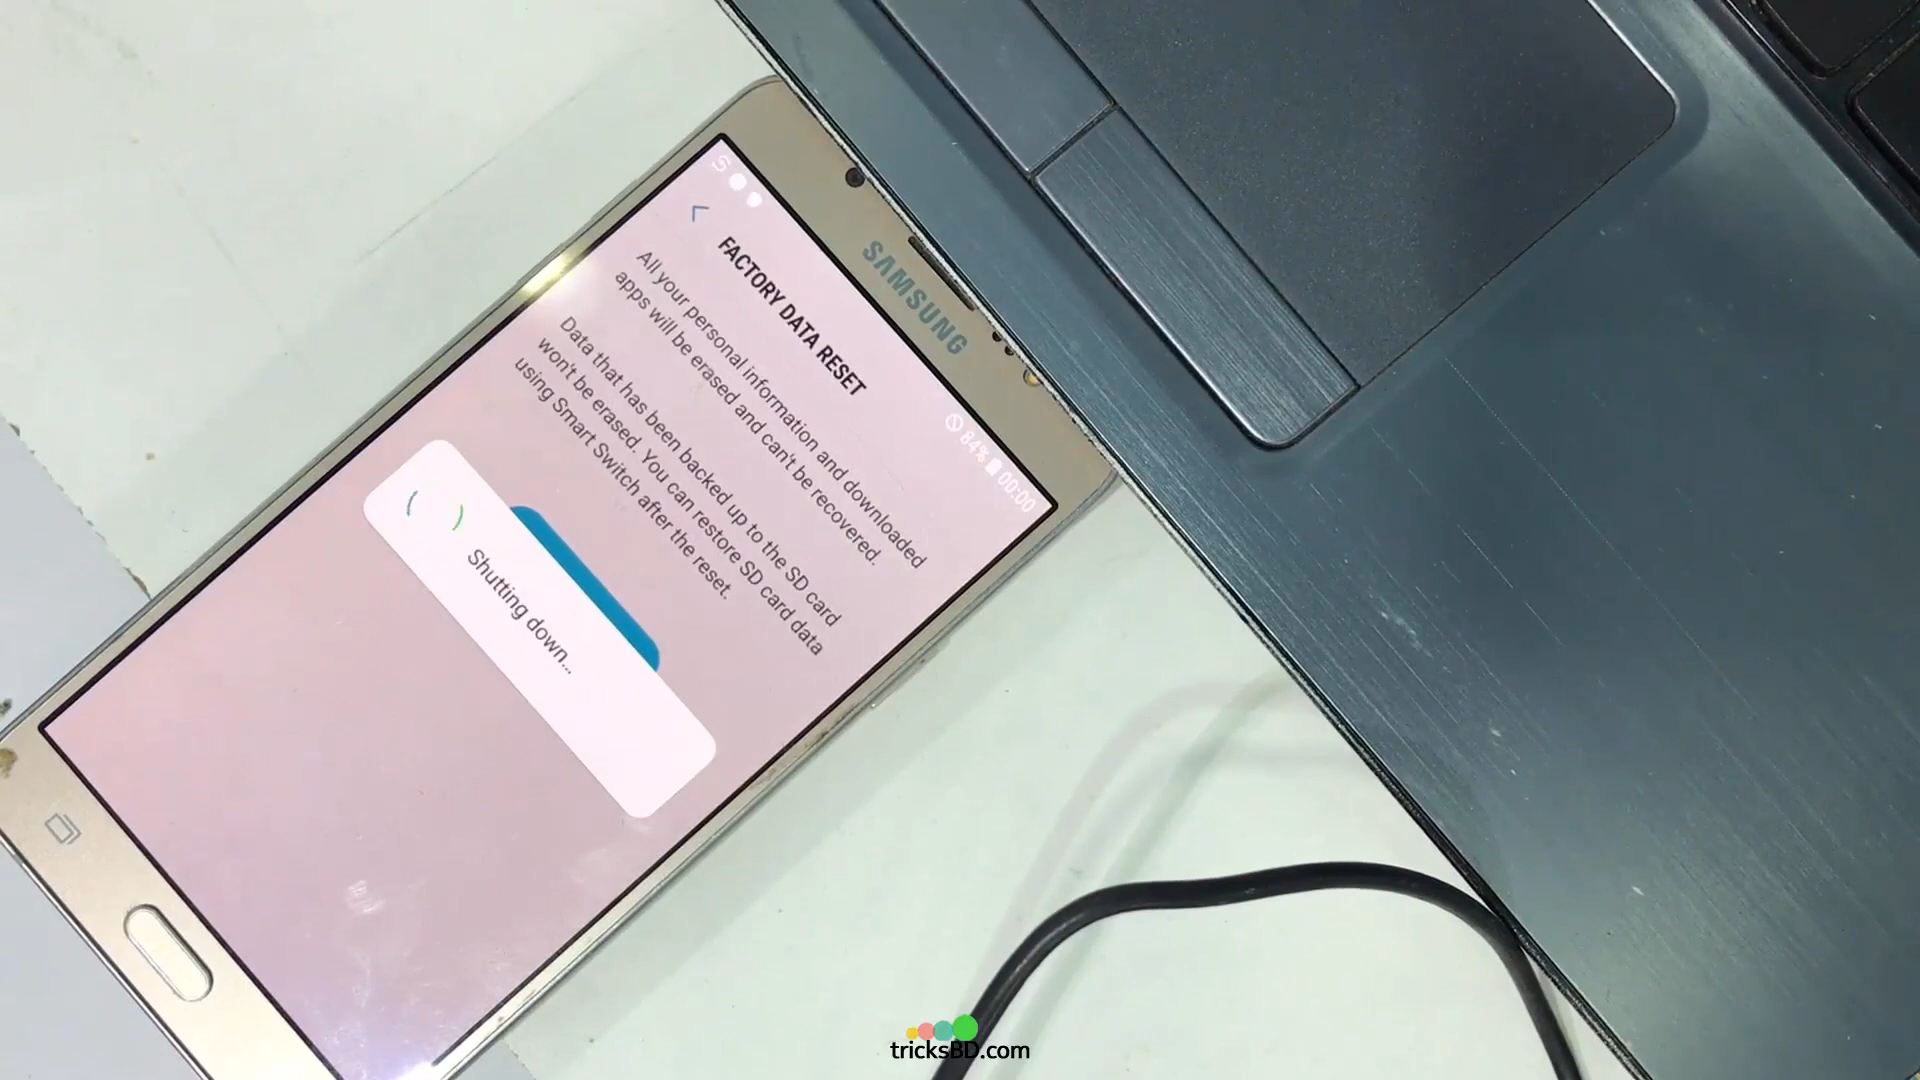 SAMSUNG
84% 00:00
FACTORY DATA RESET
All your personal information and downloaded
apps will be erased and can't be recovered.
Data that has been backed up to the SD card
won't be erased. You can restore SD card data
using Smart Switch after the reset.
Shutting down...
tricksBD.com